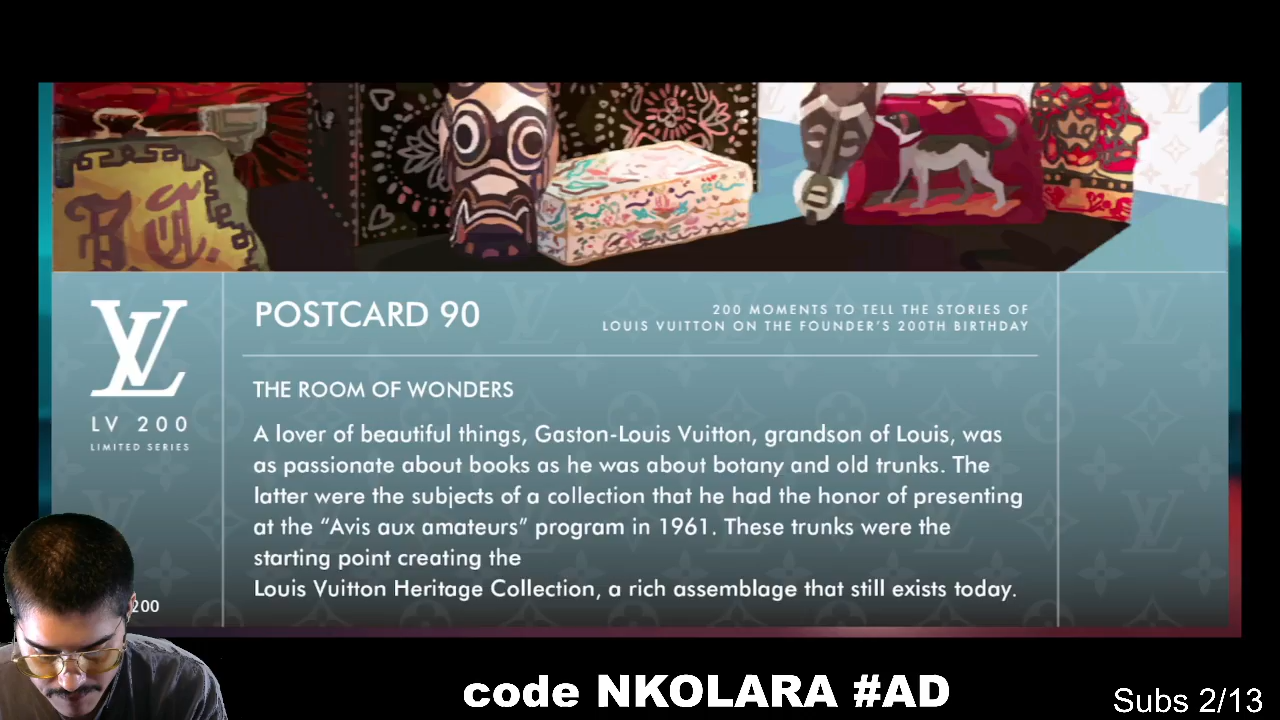 B T.
LV
LV 200
LIMITED SERIES
POSTCARD 90
200 MOMENTS TO TELL THE STORIES OF
LOUIS VUITTON ON THE FOUNDER'S 200TH BIRTHDAY
THE ROOM OF WONDERS
A lover of beautiful things, Gaston-Louis Vuitton, grandson of Louis, was
as passionate about books as he was about botany and old trunks. The
latter were the subjects of a collection that he had the honor of presenting
at the “Avis aux amateurs” program in 1961. These trunks were the
starting point creating the
Louis Vuitton Heritage Collection, a rich assemblage that still exists today.
200
code NKOLARA #AD
Subs 2/13